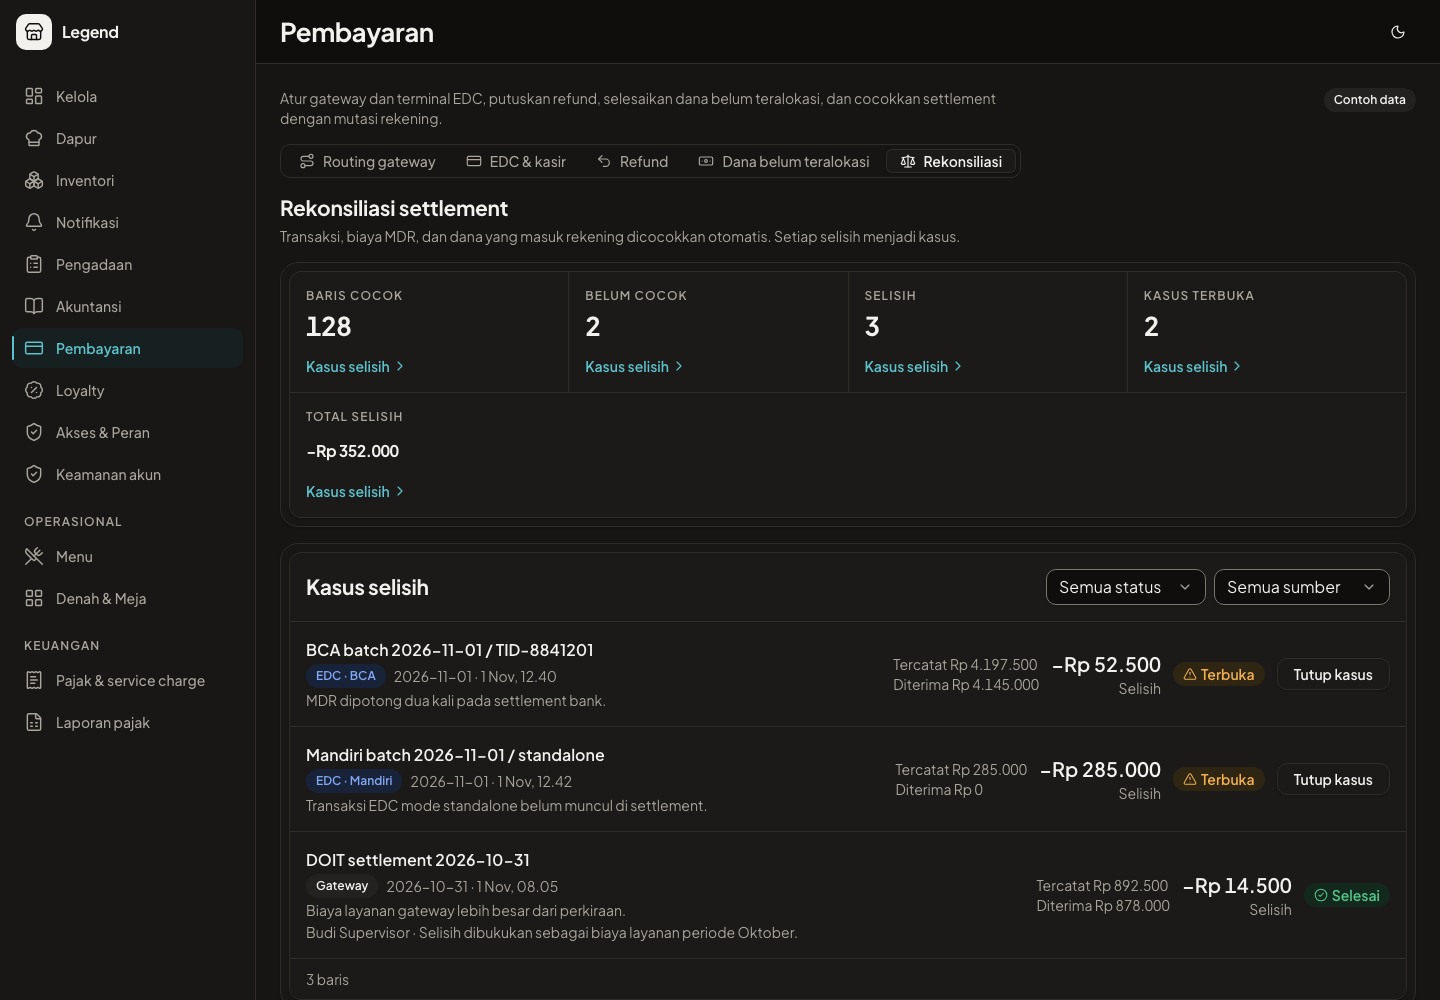 Legend
Pembayaran
Kelola
Dapur
Inventori
Notifikasi
Pengadaan
Akuntansi
Pembayaran
Loyalty
Akses & Peran
Keamanan akun
OPERASIONAL
Menu
Denah & Meja
KEUANGAN
Pajak & service charge
Laporan pajak
Atur gateway dan terminal EDC, putuskan refund, selesaikan dana belum teralokasi, dan cocokkan settlement
dengan mutasi rekening.
Contoh data
Routing gateway
EDC & kasir
Refund
Dana belum teralokasi
Rekonsiliasi
Rekonsiliasi settlement
Transaksi, biaya MDR, dan dana yang masuk rekening dicocokkan otomatis. Setiap selisih menjadi kasus.
BARIS COCOK
128
Kasus selisih
BELUM COCOK
2
Kasus selisih
SELISIH
3
Kasus selisih
KASUS TERBUKA
2
Kasus selisih
TOTAL SELISIH
-Rp 352.000
Kasus selisih
Kasus selisih
Semua status
Semua sumber
BCA batch 2026-11-01 / TID-8841201
EDC · BCA
2026-11-01 · 1 Nov, 12.40
MDR dipotong dua kali pada settlement bank.
Tercatat Rp 4.197.500
Diterima Rp 4.145.000
-Rp 52.500
Selisih
Terbuka
Tutup kasus
Mandiri batch 2026-11-01 / standalone
EDC · Mandiri
2026-11-01 · 1 Nov, 12.42
Transaksi EDC mode standalone belum muncul di settlement.
Tercatat Rp 285.000
Diterima Rp 0
-Rp 285.000
Selisih
Terbuka
Tutup kasus
DOIT settlement 2026-10-31
Gateway
2026-10-31 · 1 Nov, 08.05
Biaya layanan gateway lebih besar dari perkiraan.
Budi Supervisor · Selisih dibukukan sebagai biaya layanan periode Oktober.
Tercatat Rp 892.500
Diterima Rp 878.000
-Rp 14.500
Selisih
Selesai
3 baris